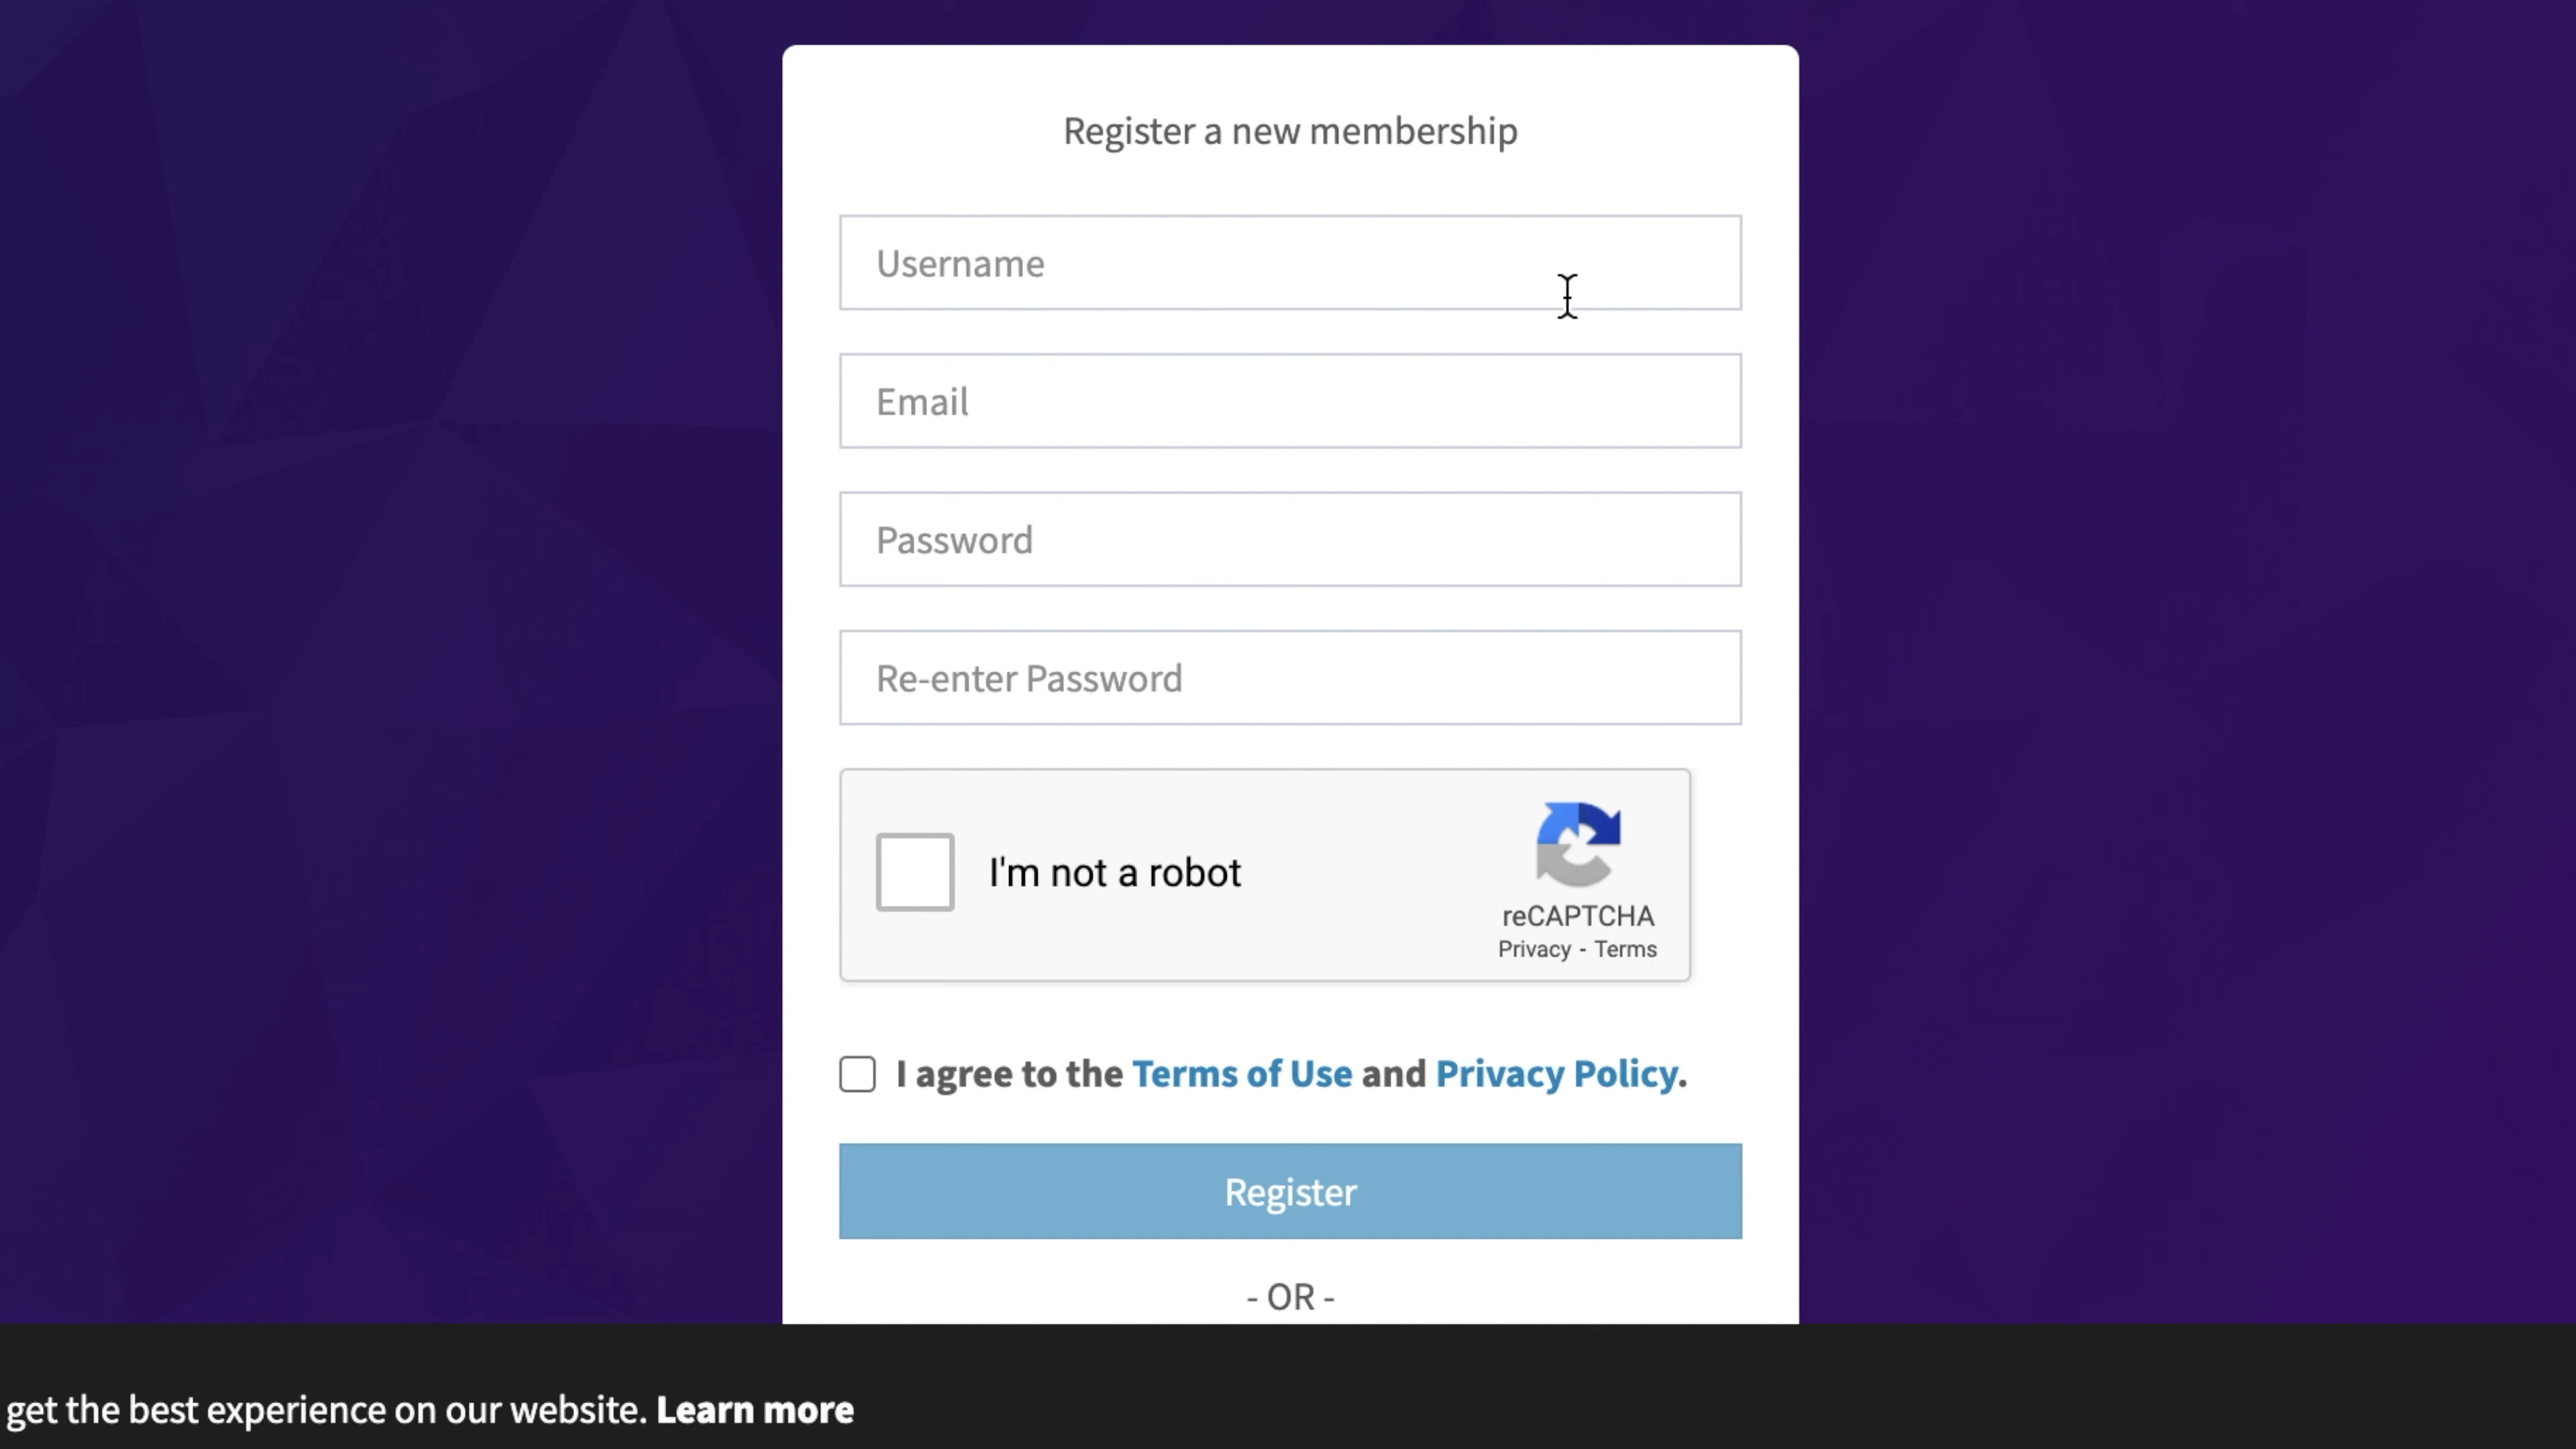 Register a new membership
Username
Email
Password
Re-enter Password
I'm not a robot
reCAPTCHA
Privacy - Terms
I agree to the Terms of Use and Privacy Policy.
Register
- OR -
get the best experience on our website. Learn more